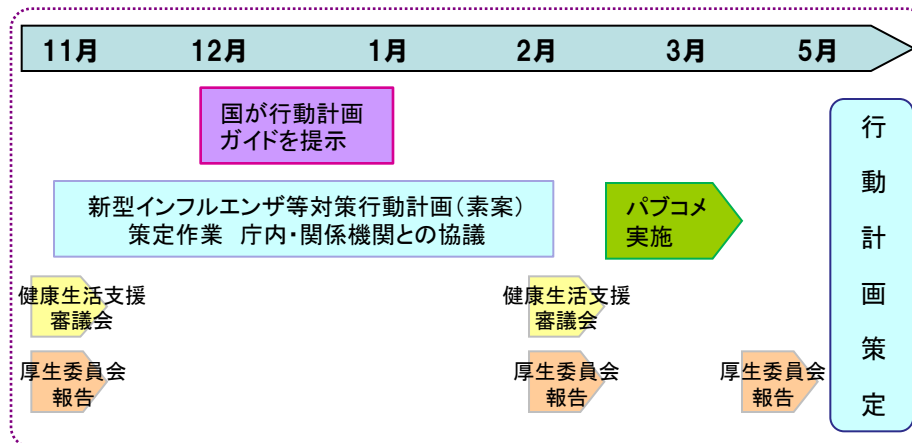 11月 12月 1月 2月 3月 5月
国が行動計画
ガイドを提示
新型インフルエンザ等対策行動計画(素案)
策定作業 庁内・関係機関との協議
パブコメ
実施
健康生活支援
審議会
健康生活支援
審議会
厚生委員会
報告
厚生委員会
報告
厚生委員会
報告
行動計画策定